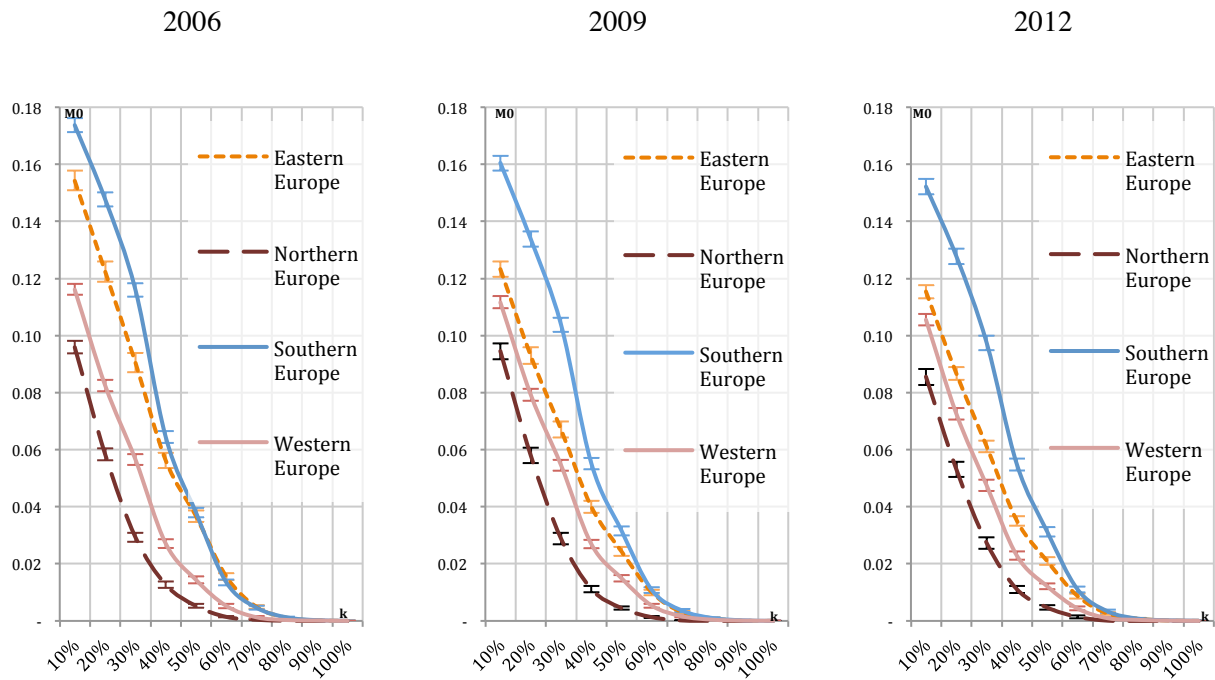 2006
2009
2012
M0
0.18
0.16
0.14
0.12
0.10
0.08
0.06
0.04
0.02
-
Eastern
Europe
Northern
Europe
Southern
Europe
Western
Europe
k
10%
20%
30%
40%
50%
60%
70%
80%
90%
100%
M0
0.18
0.16
0.14
0.12
0.10
0.08
0.06
0.04
0.02
-
Eastern
Europe
Northern
Europe
Southern
Europe
Western
Europe
k
10%
20%
30%
40%
50%
60%
70%
80%
90%
100%
M0
0.18
0.16
0.14
0.12
0.10
0.08
0.06
0.04
0.02
-
Eastern
Europe
Northern
Europe
Southern
Europe
Western
Europe
k
10%
20%
30%
40%
50%
60%
70%
80%
90%
100%